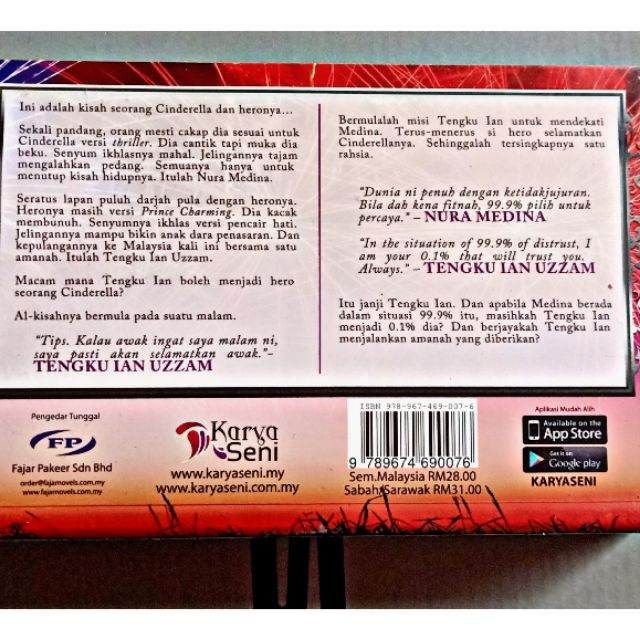 Ini adalah kisah seorang Cinderella dan heronya...
Sekali pandang, orang mesti cakap dia sesuai untuk
Cinderella versi thriller. Dia cantik tapi muka dia
beku. Senyum ikhlasnya mahal. Jelingannya tajam
mengalahkan pedang. Semuanya hanya untuk
menutup kisah hidupnya. Itulah Nura Medina.
Seratus lapan puluh darjah pula dengan heronya.
Heronya masih versi Prince Charming. Dia kacak
membunuh. Senyumnya ikhlas versi pencair hati.
Jelingannya mampu bikin anak dara penasaran. Dan
kepulangannya ke Malaysia kali ini bersama satu
amanah. Itulah Tengku Ian Uzzam.
Macam mana Tengku Ian boleh menjadi hero
seorang Cinderella?
Al-kisahnya bermula pada suatu malam.
"Tips. Kalau awak ingat saya malam ni,
saya pasti akan selamatkan awak."-
TENGKU IAN UZZAM
Bermulalah misi Tengku Ian untuk mendekati
Medina. Terus-menerus si hero selamatkan
Cinderellanya. Sehinggalah tersingkapnya satu
rahsia.
"Dunia ni penuh dengan ketidakjujuran.
Bila dah kena fitnah, 99.9% pilih untuk
percaya." – NURA MEDINA
"In the situation of 99.9% of distrust, I
am your 0.1% that will trust you.
Always." – TENGKU IAN UZZAM
Itu janji Tengku Ian. Dan apabila Medina berada
dalam situasi 99.9% itu, masihkah Tengku Ian
menjadi 0.1% dia? Dan berjayakah Tengku Ian
menjalankan amanah yang diberikan?
Pengedar Tunggal
FP
Fajar Pakeer Sdn Bhd
order@fajarnovels.com.my
www.fajarnovels.com.my
Karya
Seni
www.karyaseni.my
www.karyaseni.com.my
ISBN 978-967-469-007-6
9 789674 690076
Sem.Malaysia RM28.00
Sabah/Sarawak RM31.00
Aplikasi Mudah Alih
Available on the
App Store
Get it on
Google play
KARYASENI